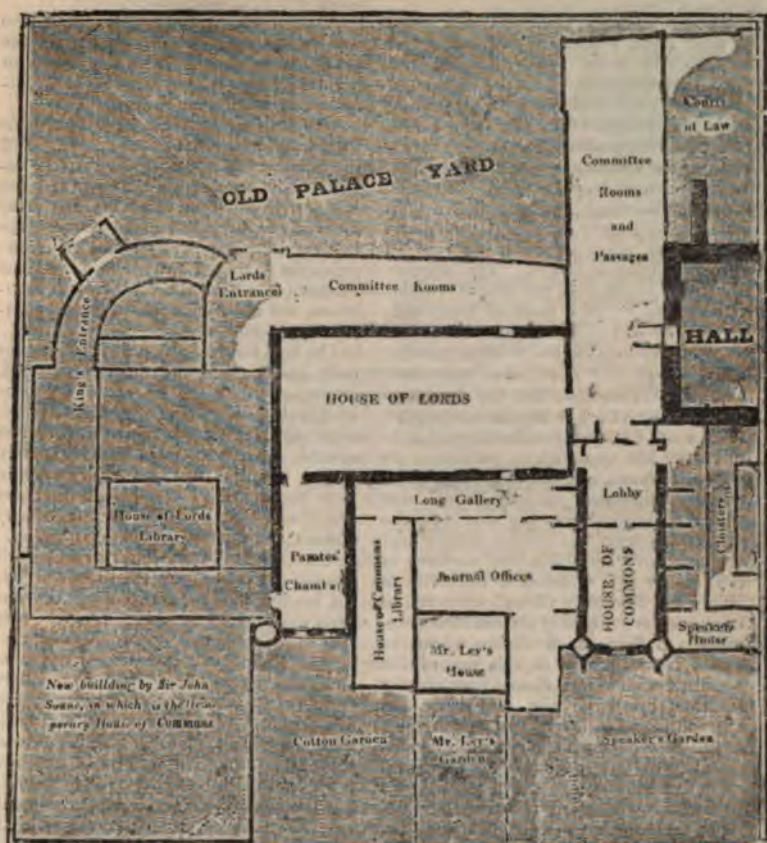 Courts
of Law
OLD PALACE YARD
Committee
Rooms
and
Passages
Lords
Entrance
Committee Rooms
King's Entrance
HALL
HOUSE OF LORDS
Long Gallery
Lobby
Cloisters
House of Lords
Library
Painted
Chamber
House of Commons
Library
Journal Offices
HOUSE OF
COMMONS
Mr. Ley's
House
Speaker's
New building by Sir John
Soane, in which is the tem
porary House of Commons
Cotton Garden
Mr. Ley's
Garden
Speaker's Garden